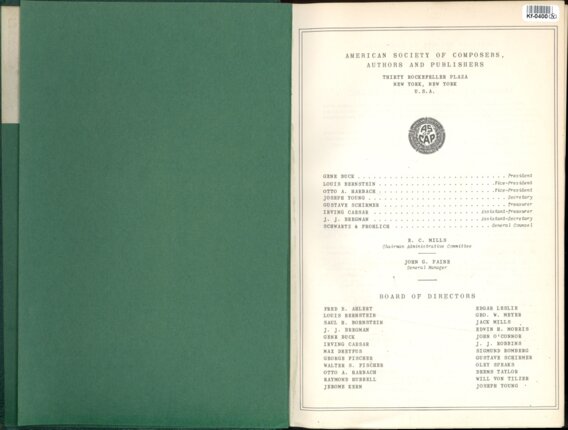 Kf-0400
AMERICAN SOCIETY OF COMPOSERS,
AUTHORS AND PUBLISHERS
THIRTY ROCKEFELLER PLAZA
NEW YORK, NEW YORK
U.S.A.
AS
CAP
GENE BUCK . . . . . . . . . . . . . . . . . . . . President
LOUIS BERNSTEIN . . . . . . . . . . . . . . . . . Vice-President
OTTO A. HARBACH . . . . . . . . . . . . . . . . . Vice-President
JOSEPH YOUNG . . . . . . . . . . . . . . . . . . Secretary
GUSTAVE SCHIRMER . . . . . . . . . . . . . . . . Treasurer
IRVING CAESAR . . . . . . . . . . . . . . . Assistant-Treasurer
J. J. BREGMAN . . . . . . . . . . . . . . . Assistant-Secretary
SCHWARTZ & FROHLICH . . . . . . . . . . . . . General Counsel
E. C. MILLS
Chairman Administrative Committee
JOHN G. PAINE
General Manager
BOARD OF DIRECTORS
FRED E. AHLERT
LOUIS BERNSTEIN
SAUL H. BORNSTEIN
J. J. BREGMAN
GENE BUCK
IRVING CAESAR
MAX DREYFUS
GEORGE FISCHER
WALTER S. FISCHER
OTTO A. HARBACH
RAYMOND HUBBELL
JEROME KERN
EDGAR LESLIE
GEO. W. MEYER
JACK MILLS
EDWIN H. MORRIS
JOHN O'CONNOR
J. J. ROBBINS
SIGMUND ROMBERG
GUSTAVE SCHIRMER
OLEY SPEAKS
DEEMS TAYLOR
WILL VON TILZER
JOSEPH YOUNG